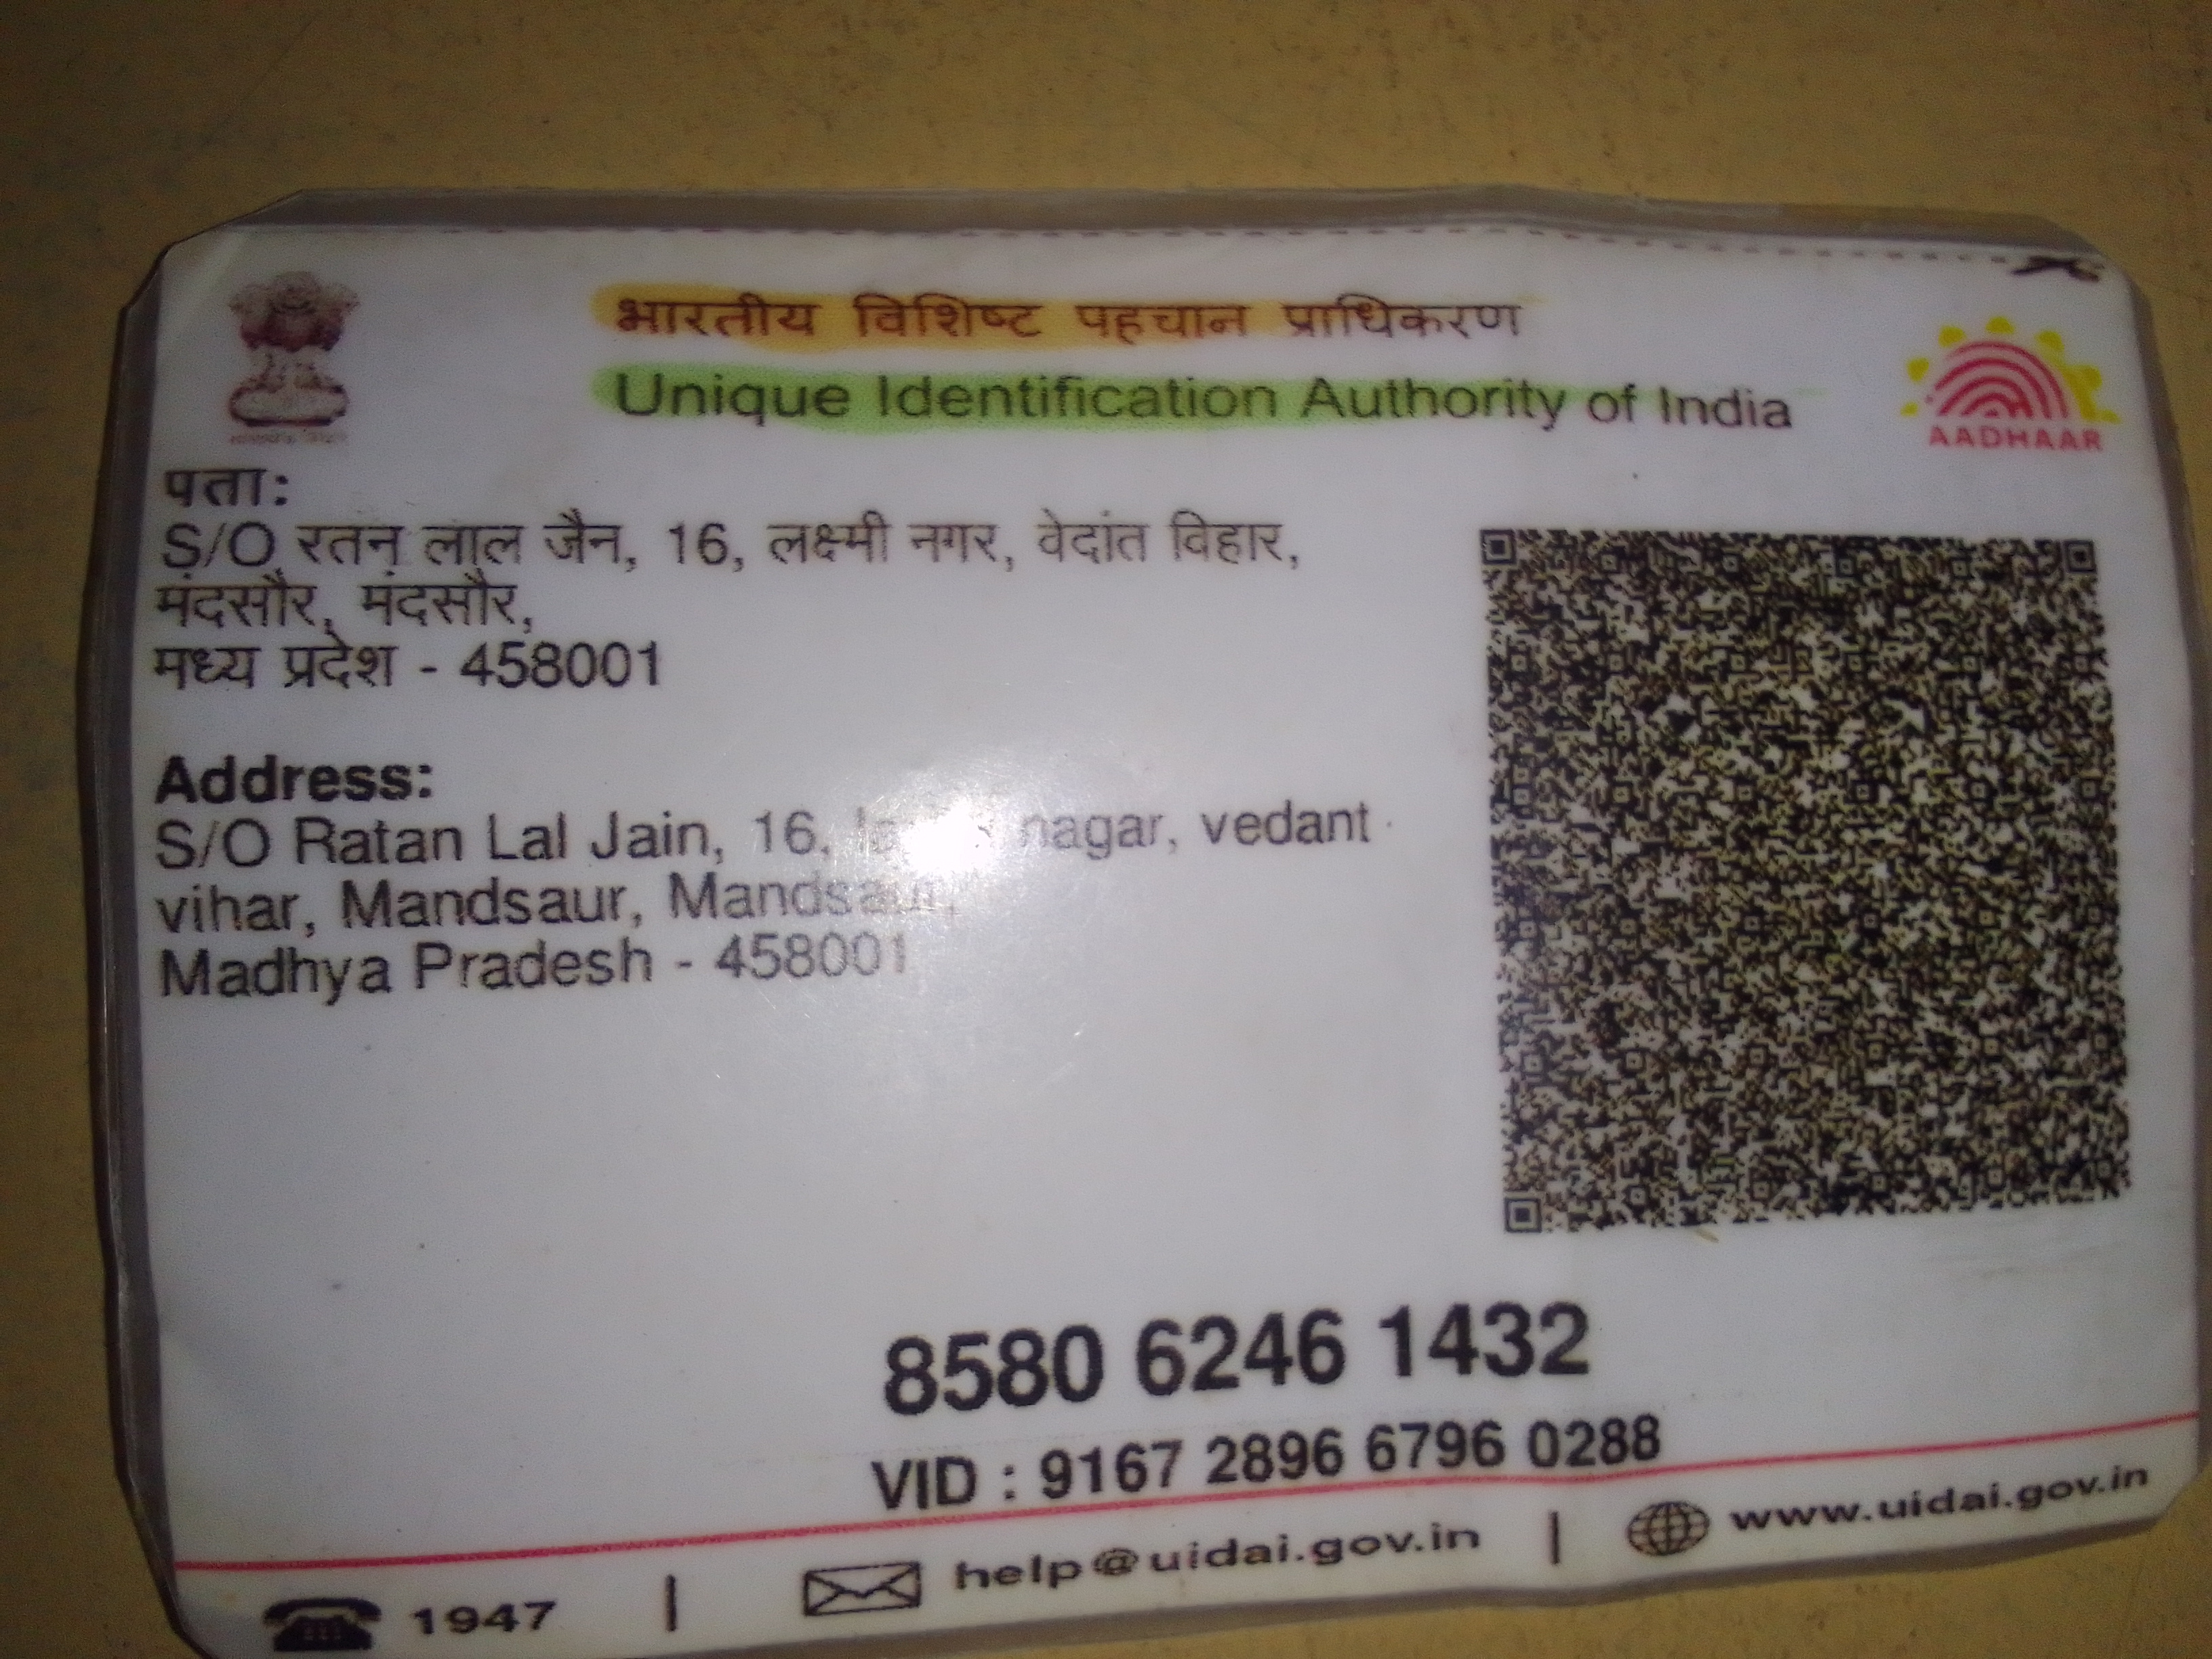 भारतीय विशिष्ट पहचान प्राधिकरण
Unique Identification Authority of India
AADHAAR
पता:
S/O रतन लाल जैन, 16, लक्ष्मी नगर, वेदांत विहार,
मंदसौर, मंदसौर,
मध्य प्रदेश - 458001
Address:
S/O Ratan Lal Jain, 16, nagar, vedant
vihar, Mandsaur, Mandsaur,
Madhya Pradesh - 458001
8580 6246 1432
VID : 9167 2896 6796 0288
1947 | help@uidai.gov.in | www.uidai.gov.in